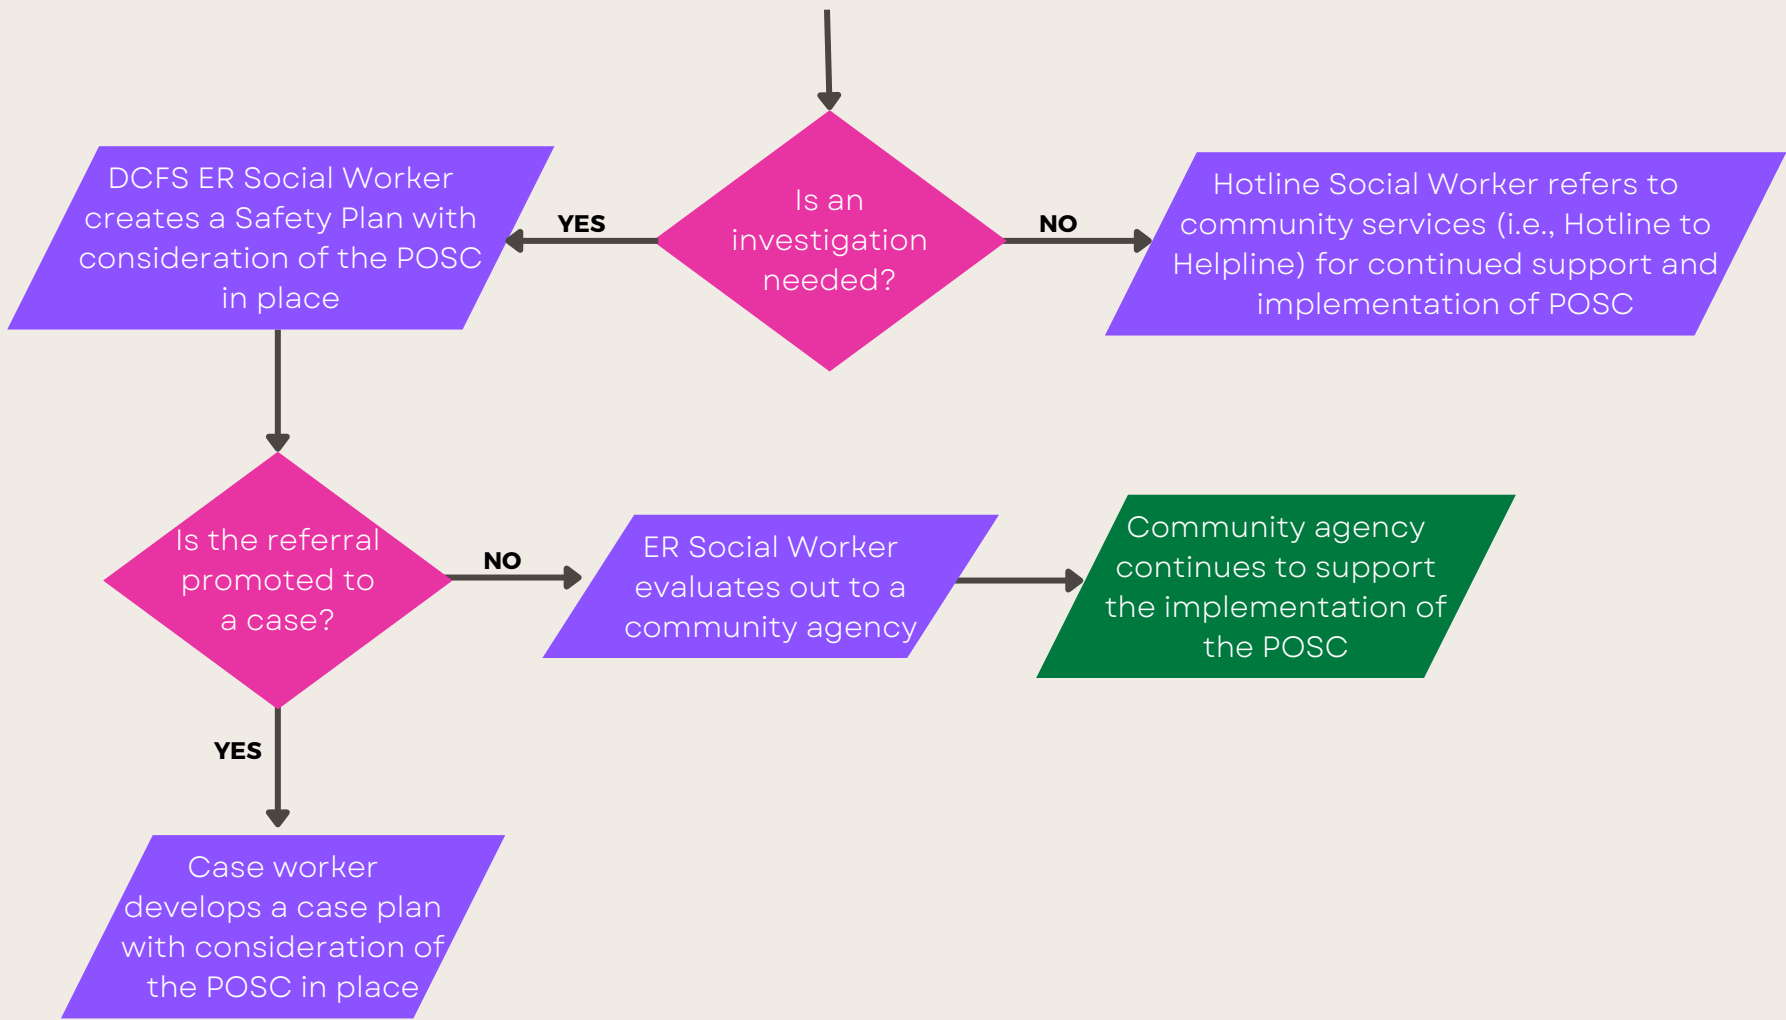 DCFS ER Social Worker
creates a Safety Plan with
consideration of the POSC
in place
YES
Is an
investigation
needed?
NO
Hotline Social Worker refers to
community services (i.e., Hotline to
Helpline) for continued support and
implementation of POSC
Is the referral
promoted to
a case?
NO
ER Social Worker
evaluates out to a
community agency
Community agency
continues to support
the implementation of
the POSC
YES
Case worker
develops a case plan
with consideration of
the POSC in place